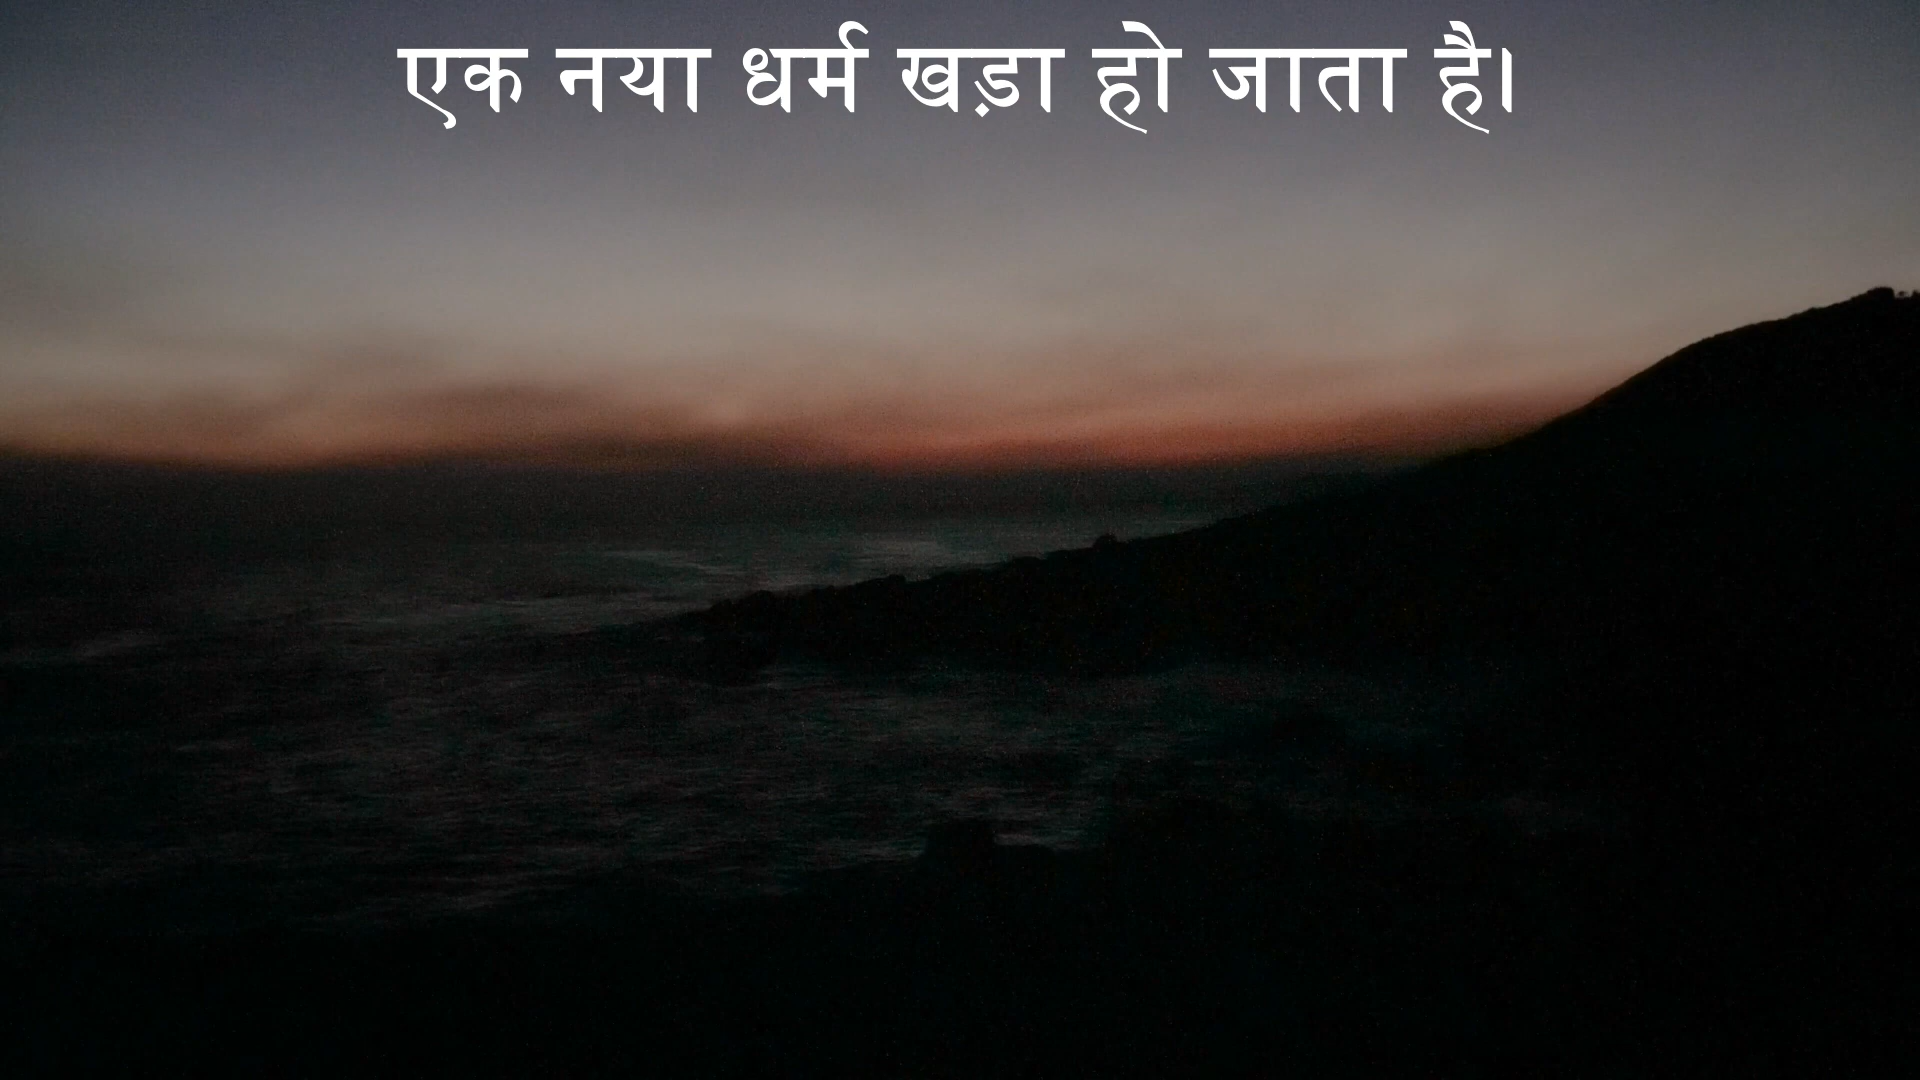 एक नया धर्म खड़ा हो जाता है।